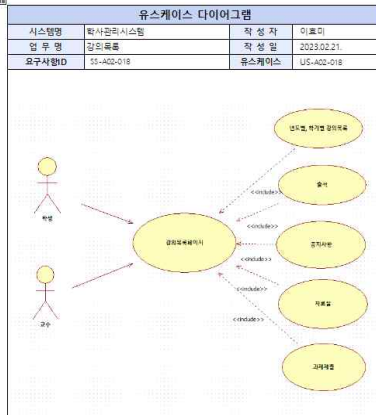 유스케이스 다이어그램
시스템명 학사관리시스템 작 성 자 이효미
업 무 명 강의목록 작 성 일 2023.02.21.
요구사항ID SS-A02-018 유스케이스 US-A02-018
년도별, 학기별 강의목록
<<include>>
출석
학생
<<include>>
강의목록페이지
공지사항
<<include>>
<<include>>
자료실
교수
<<include>>
과제제출